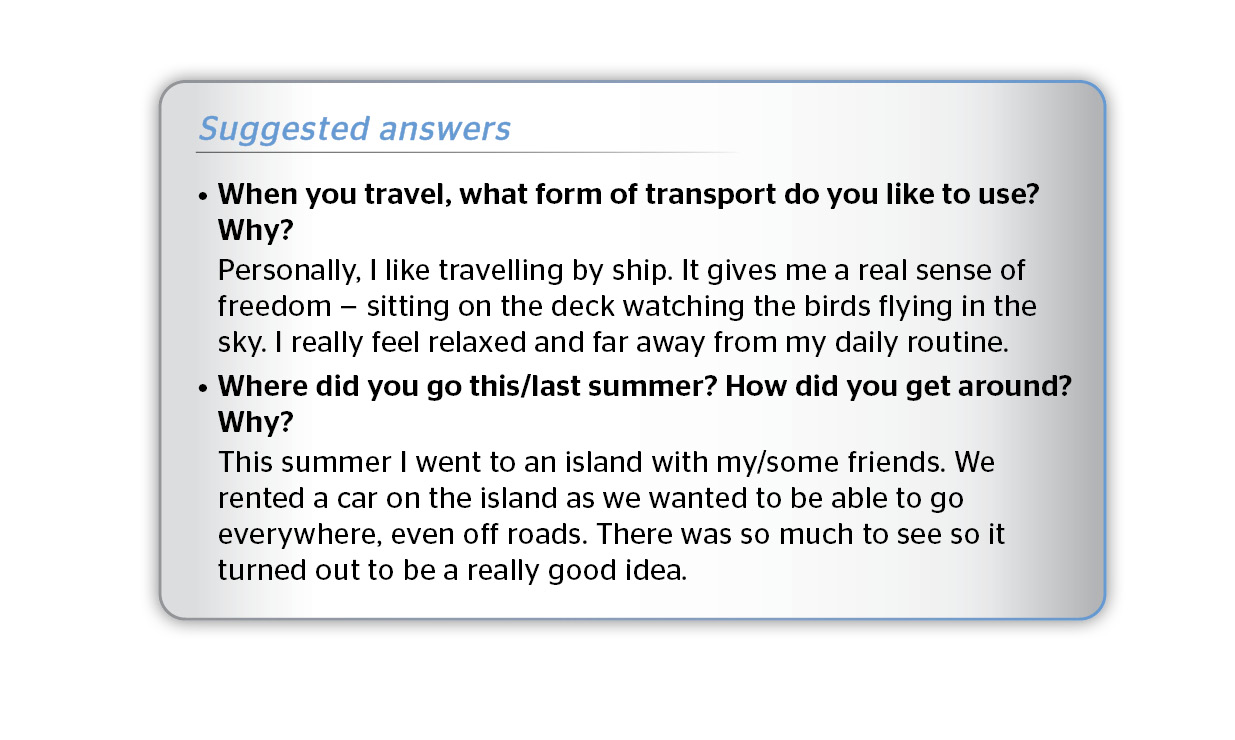 Suggested answers
• When you travel, what form of transport do you like to use?
Why?
Personally, I like travelling by ship. It gives me a real sense of
freedom – sitting on the deck watching the birds flying in the
sky. I really feel relaxed and far away from my daily routine.
• Where did you go this/last summer? How did you get around?
Why?
This summer I went to an island with my/some friends. We
rented a car on the island as we wanted to be able to go
everywhere, even off roads. There was so much to see so it
turned out to be a really good idea.